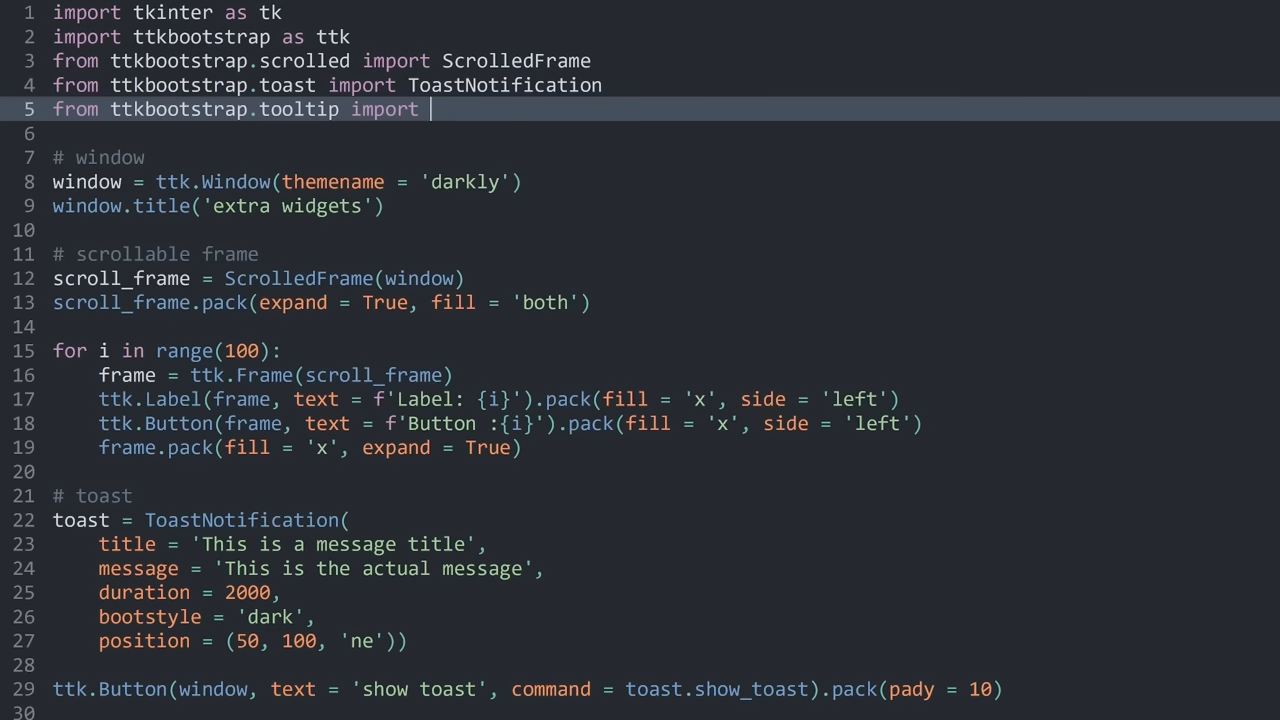 1 import tkinter as tk
2 import ttkbootstrap as ttk
3 from ttkbootstrap.scrolled import ScrolledFrame
4 from ttkbootstrap.toast import ToastNotification
5 from ttkbootstrap.tooltip import
6
7 # window
8 window = ttk.Window(themename = 'darkly')
9 window.title('extra widgets')
10
11 # scrollable frame
12 scroll_frame = ScrolledFrame(window)
13 scroll_frame.pack(expand = True, fill = 'both')
14
15 for i in range(100):
16     frame = ttk.Frame(scroll_frame)
17     ttk.Label(frame, text = f'Label: {i}').pack(fill = 'x', side = 'left')
18     ttk.Button(frame, text = f'Button :{i}').pack(fill = 'x', side = 'left')
19     frame.pack(fill = 'x', expand = True)
20
21 # toast
22 toast = ToastNotification(
23     title = 'This is a message title',
24     message = 'This is the actual message',
25     duration = 2000,
26     bootstyle = 'dark',
27     position = (50, 100, 'ne'))
28
29 ttk.Button(window, text = 'show toast', command = toast.show_toast).pack(pady = 10)
30